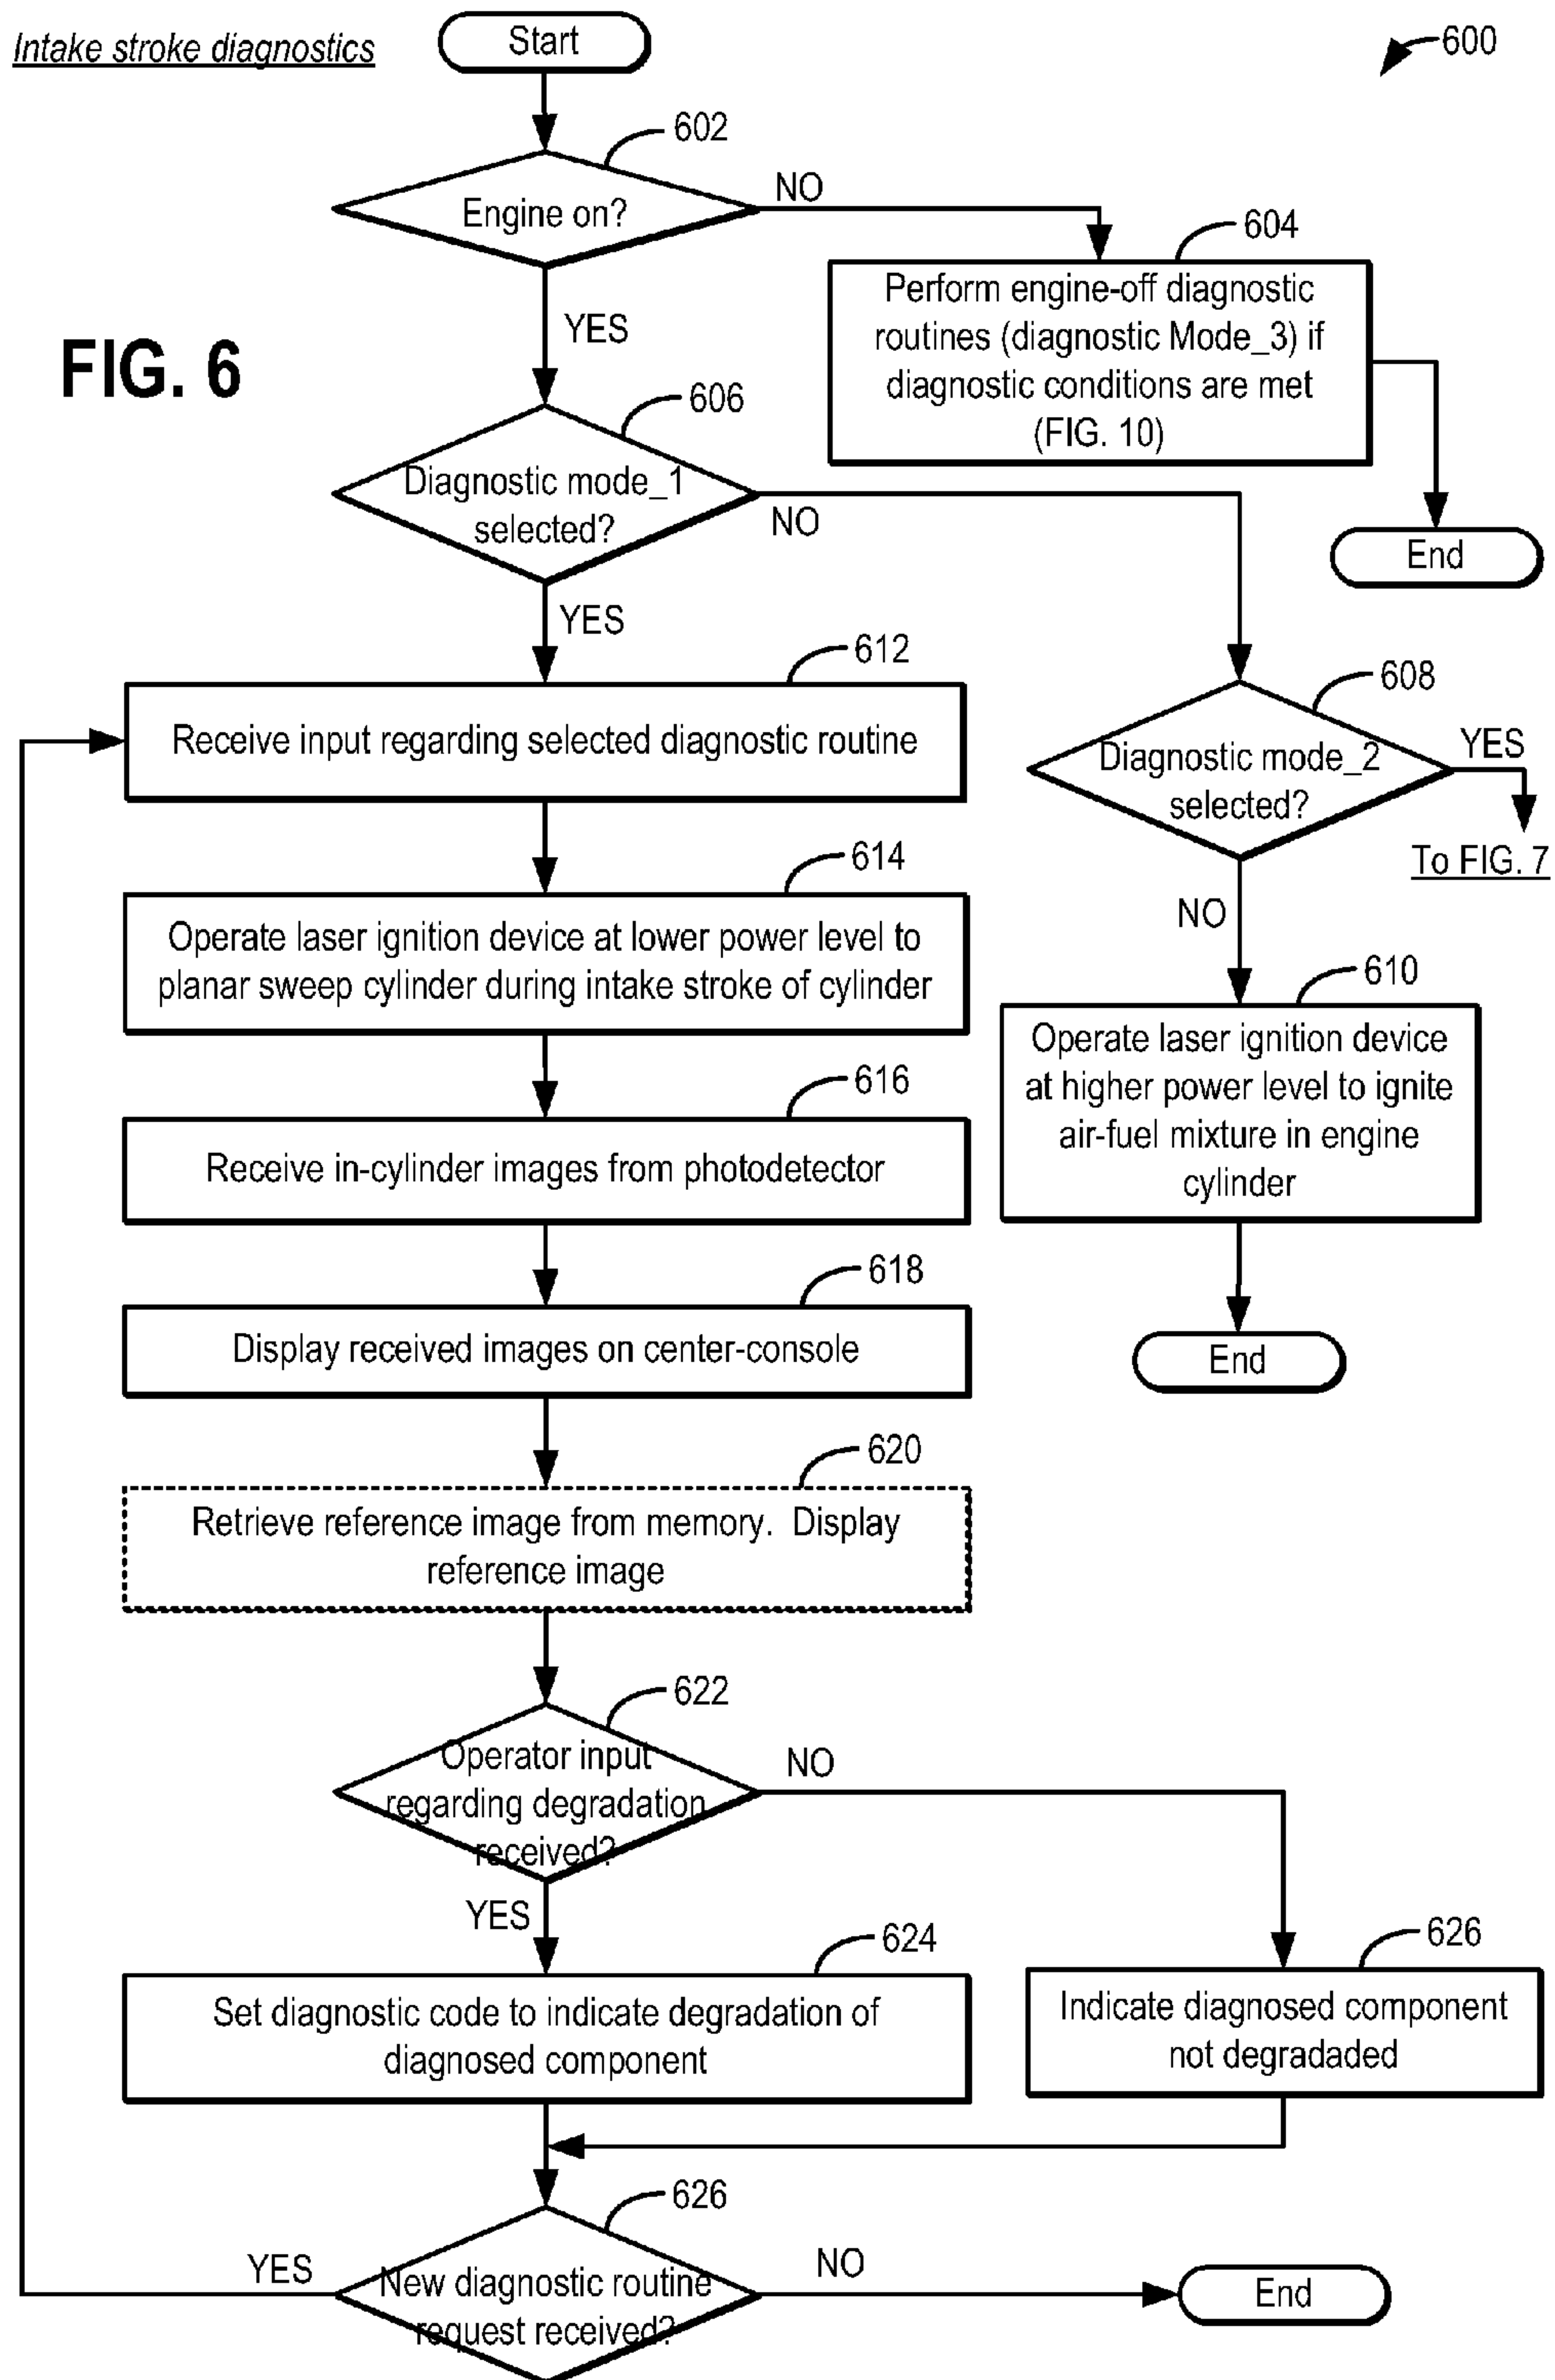 Intake stroke diagnostics
Start
600
602
Engine on?
NO
604
Perform engine-off diagnostic
routines (diagnostic Mode_3) if
diagnostic conditions are met
(FIG. 10)
YES
FIG. 6
606
Diagnostic mode_1
selected?
NO
End
YES
612
Receive input regarding selected diagnostic routine
608
Diagnostic mode_2
selected?
YES
To FIG. 7
614
Operate laser ignition device at lower power level to
planar sweep cylinder during intake stroke of cylinder
NO
610
Operate laser ignition device
at higher power level to ignite
air-fuel mixture in engine
cylinder
616
Receive in-cylinder images from photodetector
618
Display received images on center-console
End
620
Retrieve reference image from memory. Display
reference image
622
Operator input
regarding degradation
received?
NO
YES
624
Set diagnostic code to indicate degradation of
diagnosed component
626
Indicate diagnosed component
not degradaded
626
New diagnostic routine
request received?
YES
NO
End